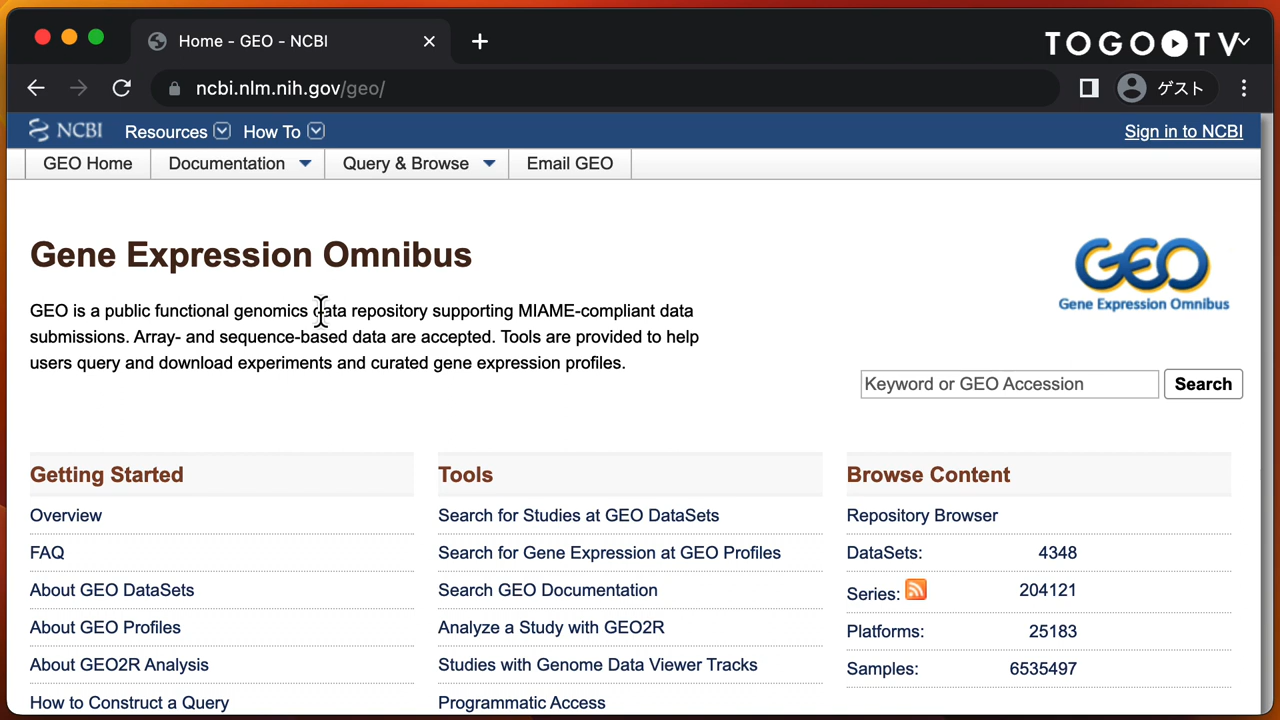 Home - GEO - NCBI
TOGOTV
ncbi.nlm.nih.gov/geo/
ゲスト
NCBI Resources How To Sign in to NCBI
GEO Home Documentation Query & Browse Email GEO
Gene Expression Omnibus
GEO
Gene Expression Omnibus
GEO is a public functional genomics data repository supporting MIAME-compliant data
submissions. Array- and sequence-based data are accepted. Tools are provided to help
users query and download experiments and curated gene expression profiles.
Keyword or GEO Accession Search
Getting Started
Overview
FAQ
About GEO DataSets
About GEO Profiles
About GEO2R Analysis
How to Construct a Query
Tools
Search for Studies at GEO DataSets
Search for Gene Expression at GEO Profiles
Search GEO Documentation
Analyze a Study with GEO2R
Studies with Genome Data Viewer Tracks
Programmatic Access
Browse Content
Repository Browser
DataSets: 4348
Series: 204121
Platforms: 25183
Samples: 6535497